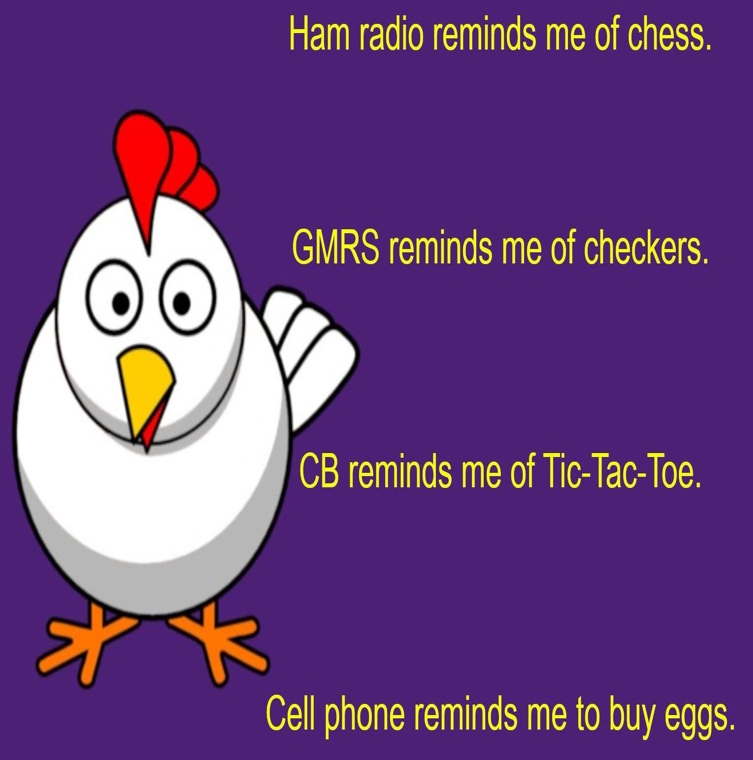 Ham radio reminds me of chess.
GMRS reminds me of checkers.
CB reminds me of Tic-Tac-Toe.
Cell phone reminds me to buy eggs.